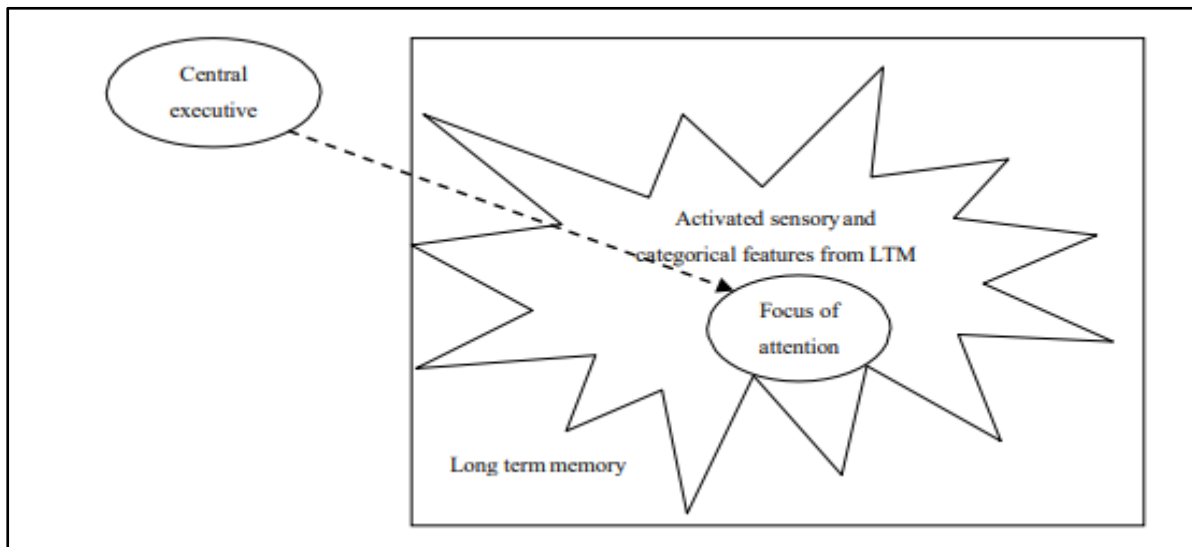 Central
executive
Activated sensory and
categorical features from LTM
Focus of
attention
Long term memory